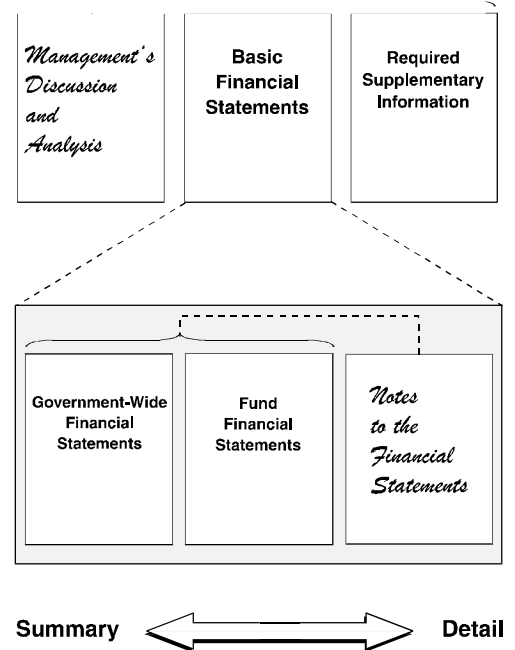 Management's
Discussion
and
Analysis
Basic
Financial
Statements
Required
Supplementary
Information
Government-Wide
Financial
Statements
Fund
Financial
Statements
Notes
to the
Financial
Statements
Summary
Detail